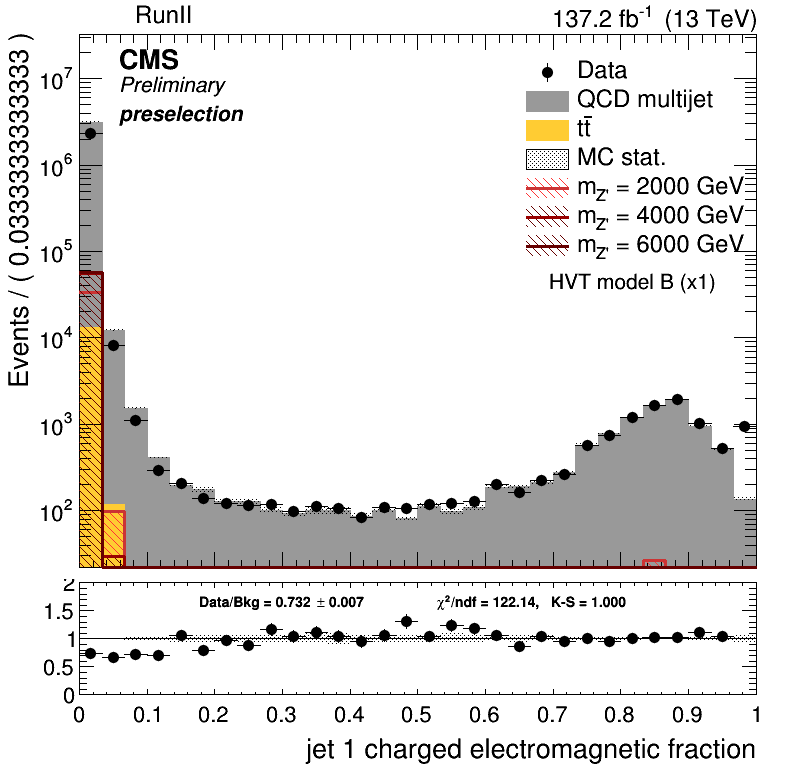 RunII
137.2 fb⁻¹ (13 TeV)
CMS
Preliminary
preselection
Data
QCD multijet
tt̄
MC stat.
m_Z' = 2000 GeV
m_Z' = 4000 GeV
m_Z' = 6000 GeV
HVT model B (x1)
Events / ( 0.0333333333333333 )
10⁷
10⁶
10⁵
10⁴
10³
10²
Data/Bkg = 0.732 ± 0.007
χ²/ndf = 122.14, K-S = 1.000
2
1.5
1
0.5
0
0 0.1 0.2 0.3 0.4 0.5 0.6 0.7 0.8 0.9 1
jet 1 charged electromagnetic fraction